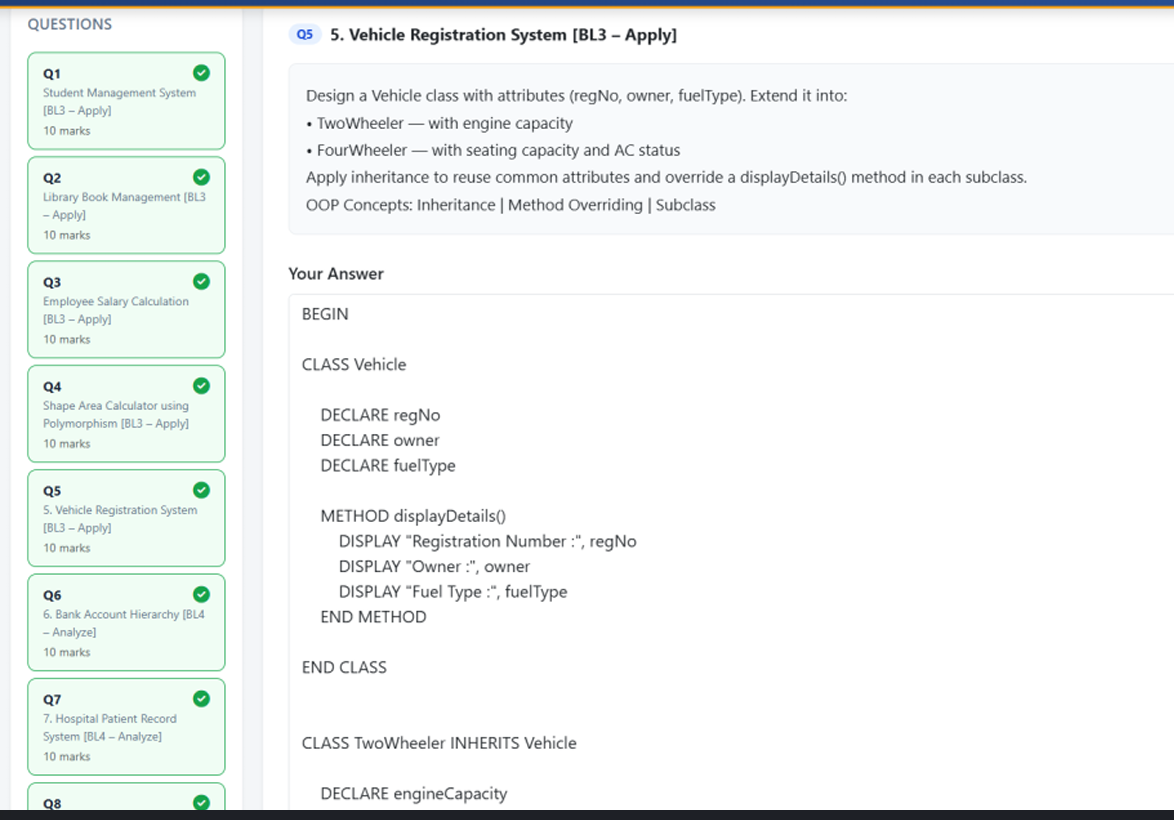 QUESTIONS
Q1
Student Management System
[BL3 – Apply]
10 marks
Q2
Library Book Management [BL3
– Apply]
10 marks
Q3
Employee Salary Calculation
[BL3 – Apply]
10 marks
Q4
Shape Area Calculator using
Polymorphism [BL3 – Apply]
10 marks
Q5
5. Vehicle Registration System
[BL3 – Apply]
10 marks
Q6
6. Bank Account Hierarchy [BL4
– Analyze]
10 marks
Q7
7. Hospital Patient Record
System [BL4 – Analyze]
10 marks
Q8
Q5 5. Vehicle Registration System [BL3 – Apply]
Design a Vehicle class with attributes (regNo, owner, fuelType). Extend it into:
• TwoWheeler — with engine capacity
• FourWheeler — with seating capacity and AC status
Apply inheritance to reuse common attributes and override a displayDetails() method in each subclass.
OOP Concepts: Inheritance | Method Overriding | Subclass
Your Answer
BEGIN
CLASS Vehicle
DECLARE regNo
DECLARE owner
DECLARE fuelType
METHOD displayDetails()
DISPLAY "Registration Number :", regNo
DISPLAY "Owner :", owner
DISPLAY "Fuel Type :", fuelType
END METHOD
END CLASS
CLASS TwoWheeler INHERITS Vehicle
DECLARE engineCapacity